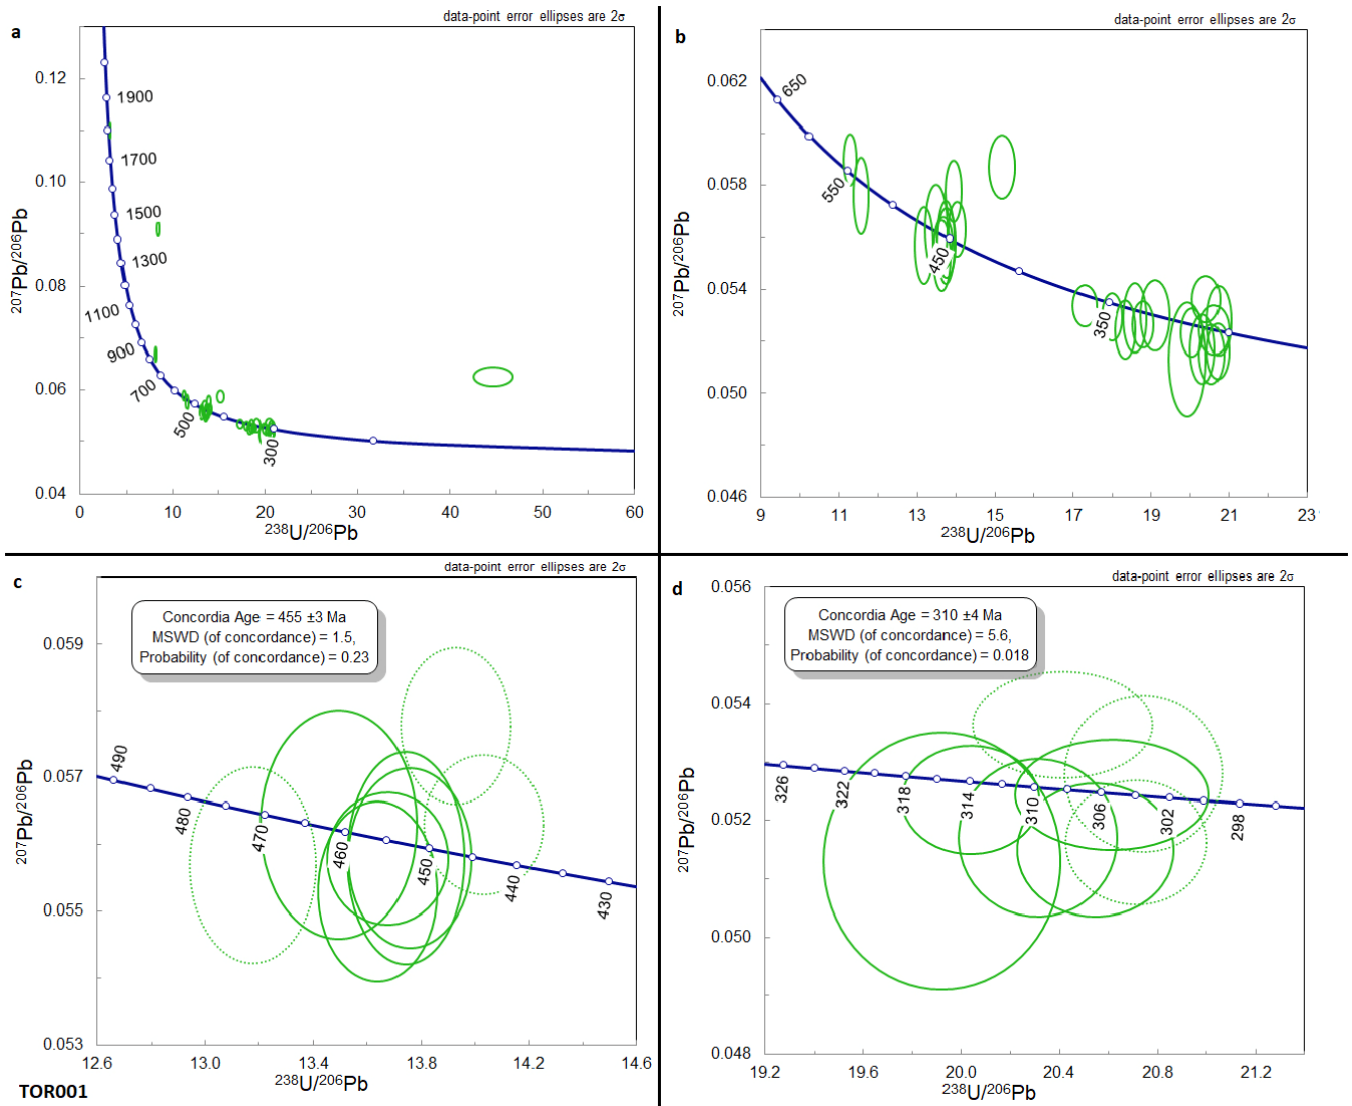 data-point error ellipses are 2σ
a
0.12
0.10
0.08
0.06
0.04
207Pb/206Pb
1900
1700
1500
1300
1100
900
700
500
300
0 10 20 30 40 50 60
238U/206Pb
data-point error ellipses are 2σ
b
0.062
0.058
0.054
0.050
0.046
207Pb/206Pb
650
550
450
350
9 11 13 15 17 19 21 23
238U/206Pb
data-point error ellipses are 2σ
c
Concordia Age = 455 ±3 Ma
MSWD (of concordance) = 1.5,
Probability (of concordance) = 0.23
0.059
0.057
0.055
0.053
207Pb/206Pb
490
480
470
460
450
440
430
12.6 13.0 13.4 13.8 14.2 14.6
238U/206Pb
TOR001
data-point error ellipses are 2σ
d
Concordia Age = 310 ±4 Ma
MSWD (of concordance) = 5.6,
Probability (of concordance) = 0.018
0.056
0.054
0.052
0.050
0.048
207Pb/206Pb
326
322
318
314
310
306
302
298
19.2 19.6 20.0 20.4 20.8 21.2
238U/206Pb